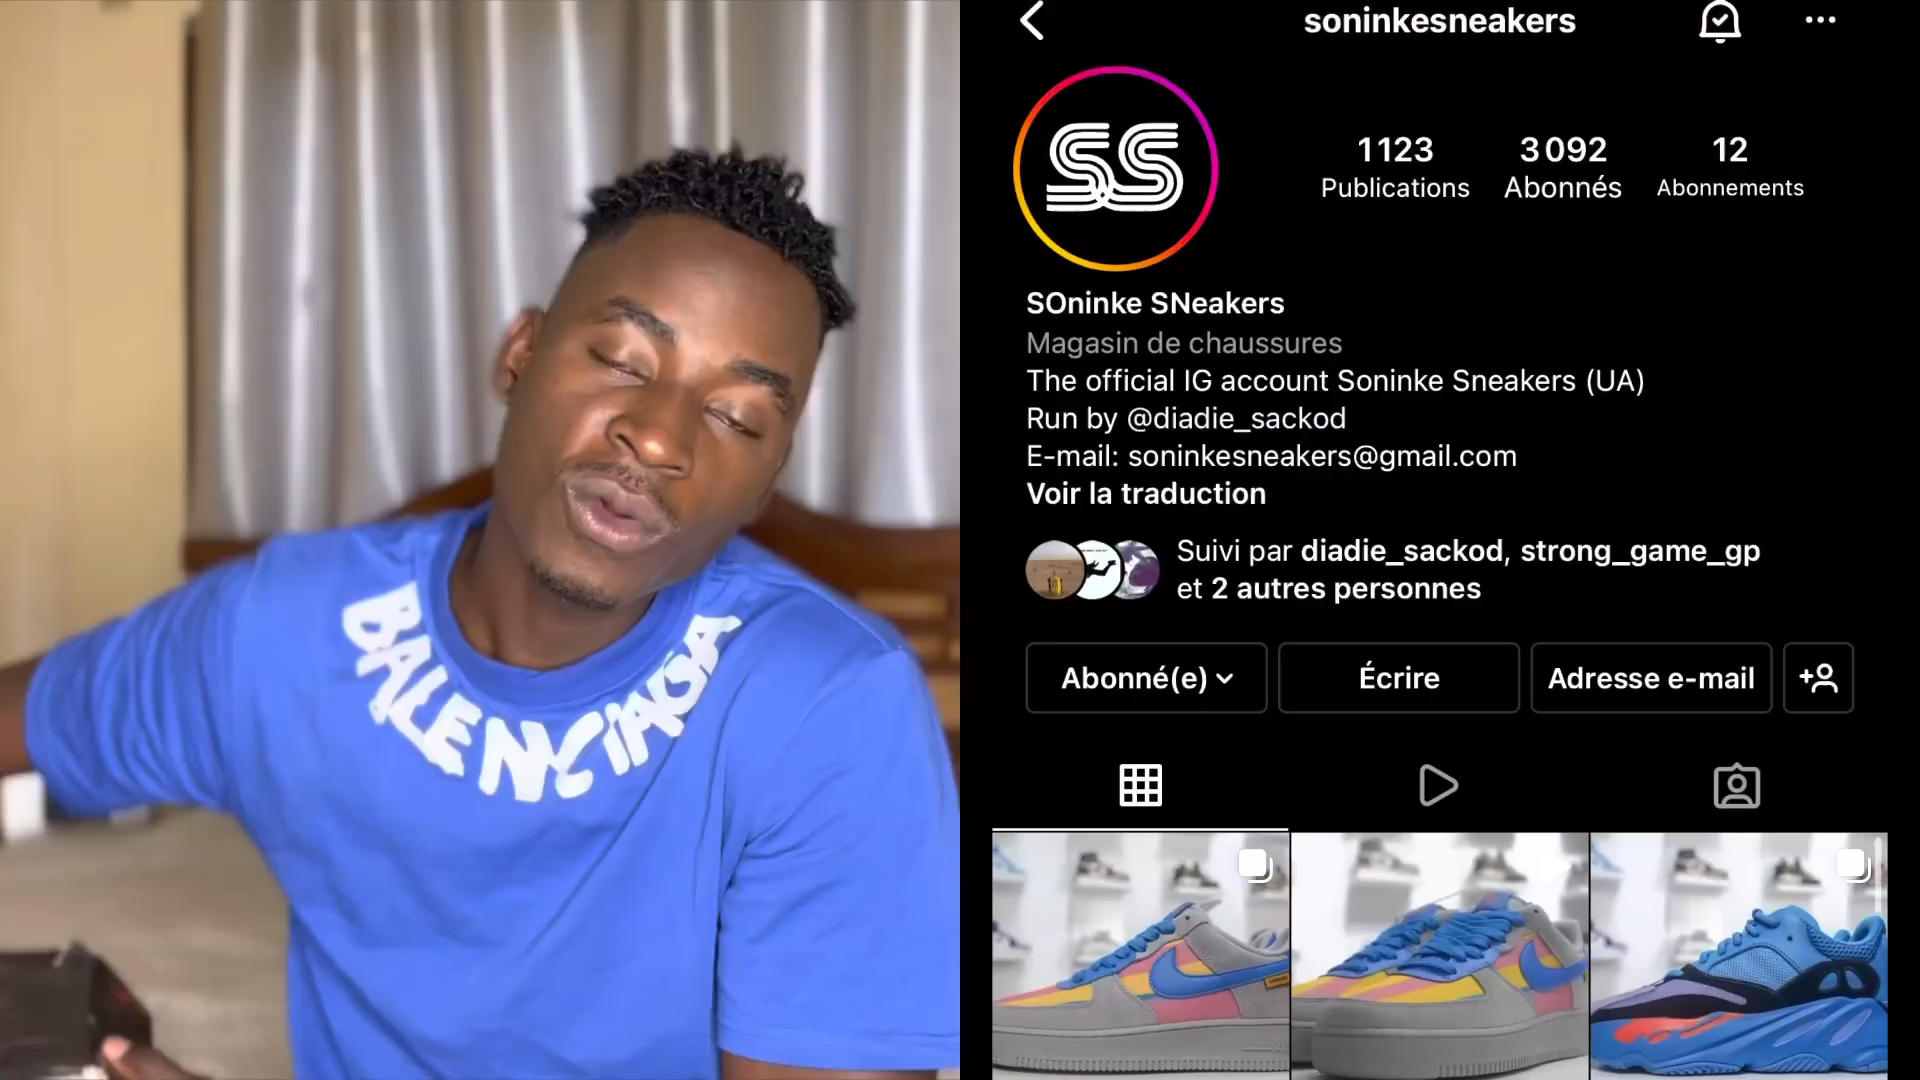 BALENCIAGA
soninkesneakers
SS
1 123
Publications
3 092
Abonnés
12
Abonnements
SOninke SNeakers
Magasin de chaussures
The official IG account Soninke Sneakers (UA)
Run by @diadie_sackod
E-mail: soninkesneakers@gmail.com
Voir la traduction
Suivi par diadie_sackod, strong_game_gp
et 2 autres personnes
Abonné(e)
Écrire
Adresse e-mail